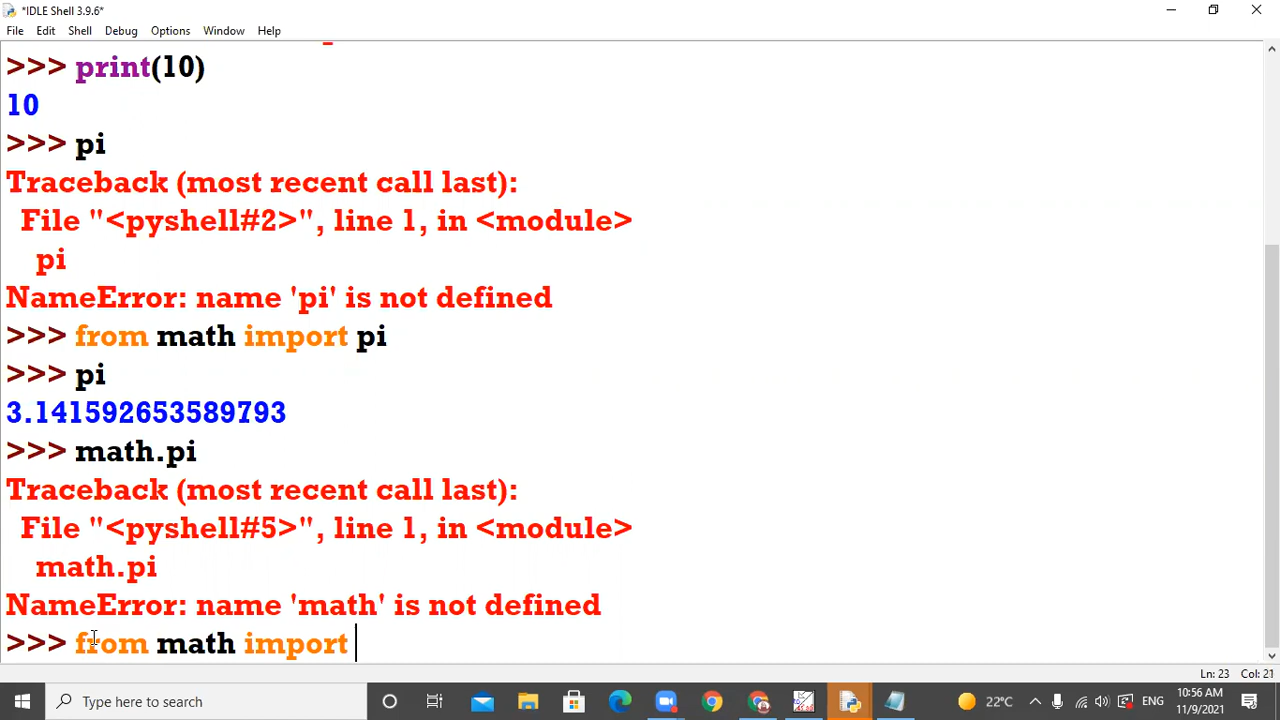 *IDLE Shell 3.9.6*
File Edit Shell Debug Options Window Help
>>> print(10)
10
>>> pi
Traceback (most recent call last):
  File "<pyshell#2>", line 1, in <module>
    pi
NameError: name 'pi' is not defined
>>> from math import pi
>>> pi
3.141592653589793
>>> math.pi
Traceback (most recent call last):
  File "<pyshell#5>", line 1, in <module>
    math.pi
NameError: name 'math' is not defined
>>> from math import
Ln: 23 Col: 21
Type here to search
22°C
ENG
10:56 AM
11/9/2021